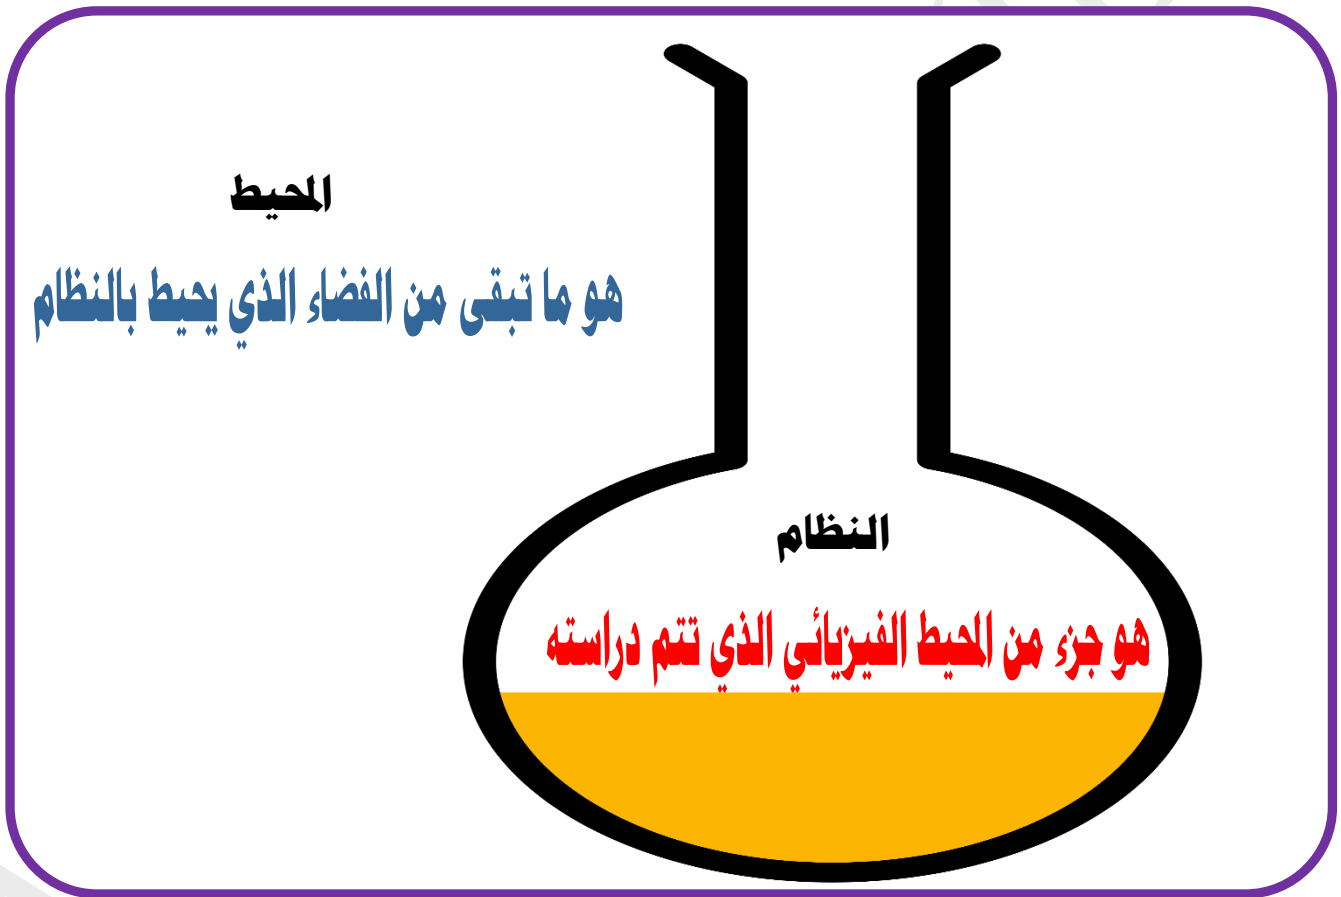 المحيط
هو ما تبقى من الفضاء الذي يحيط بالنظام
النظام
هو جزء من المحيط الفيزيائي الذي تتم دراسته